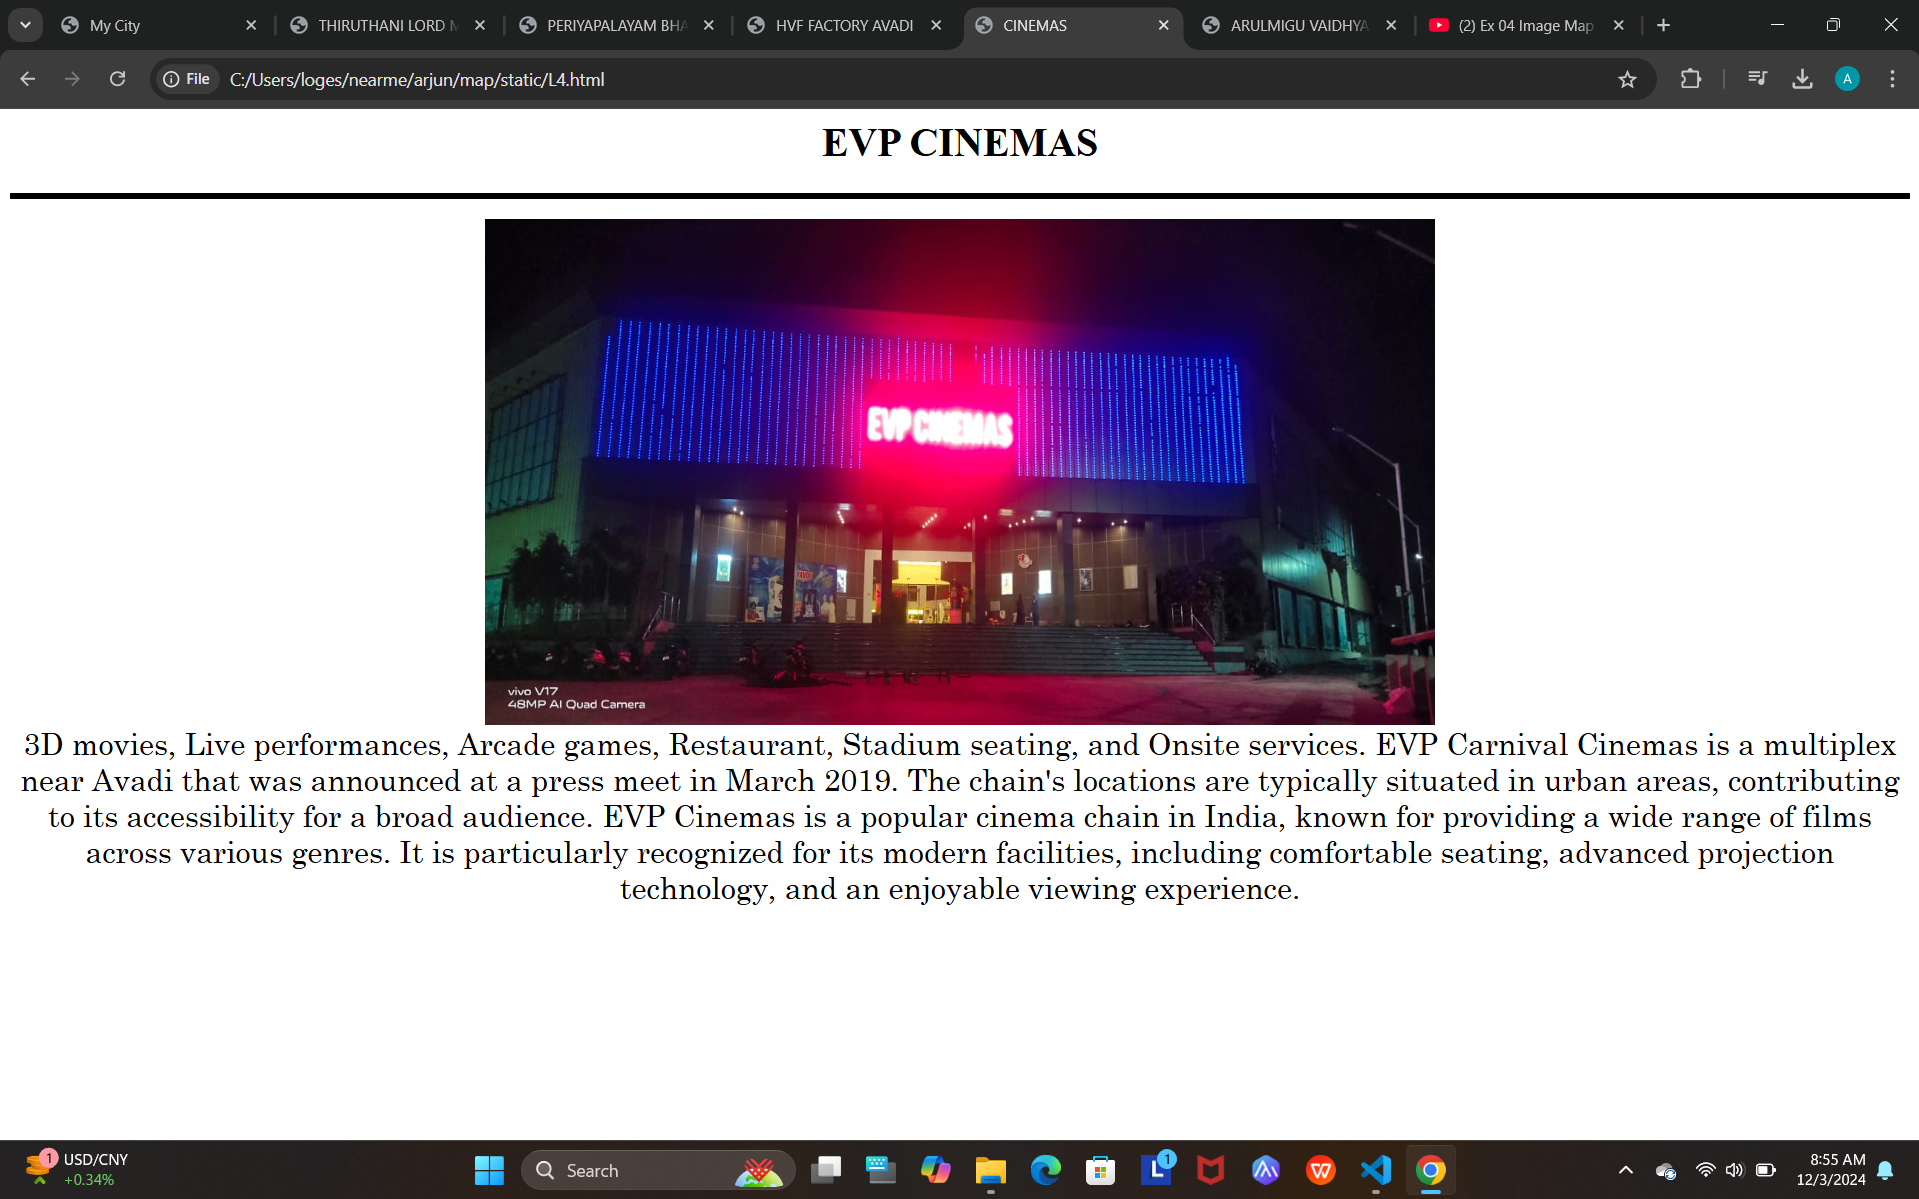 My City
THIRUTHANI LORD M
PERIYAPALAYAM BHA
HVF FACTORY AVADI
CINEMAS
ARULMIGU VAIDHYA
(2) Ex 04 Image Map
File
C:/Users/loges/nearme/arjun/map/static/L4.html
A
EVP CINEMAS
EVP CINEMAS
vivo V17
48MP AI Quad Camera
3D movies, Live performances, Arcade games, Restaurant, Stadium seating, and Onsite services. EVP Carnival Cinemas is a multiplex
near Avadi that was announced at a press meet in March 2019. The chain's locations are typically situated in urban areas, contributing
to its accessibility for a broad audience. EVP Cinemas is a popular cinema chain in India, known for providing a wide range of films
across various genres. It is particularly recognized for its modern facilities, including comfortable seating, advanced projection
technology, and an enjoyable viewing experience.
1
USD/CNY
+0.34%
Search
L
1
W
8:55 AM
12/3/2024